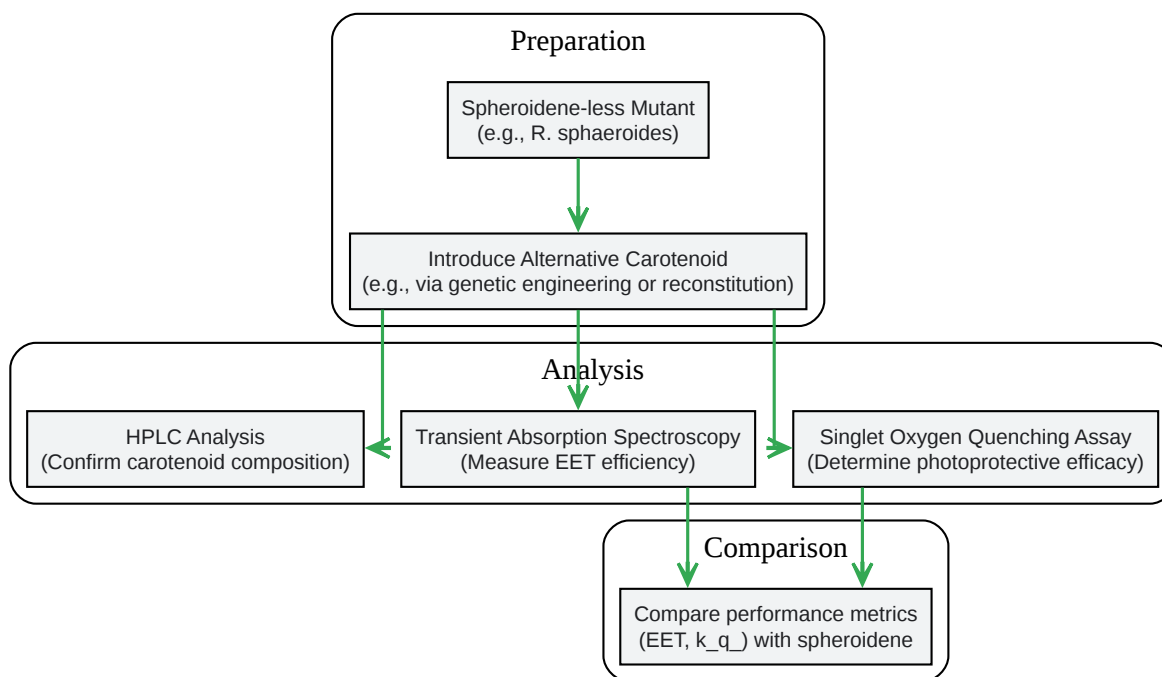 Preparation
Spheroidene-less Mutant
(e.g., R. sphaeroides)
Introduce Alternative Carotenoid
(e.g., via genetic engineering or reconstitution)
Analysis
HPLC Analysis
(Confirm carotenoid composition)
Transient Absorption Spectroscopy
(Measure EET efficiency)
Singlet Oxygen Quenching Assay
(Determine photoprotective efficacy)
Comparison
Compare performance metrics
(EET, k_q_) with spheroidene